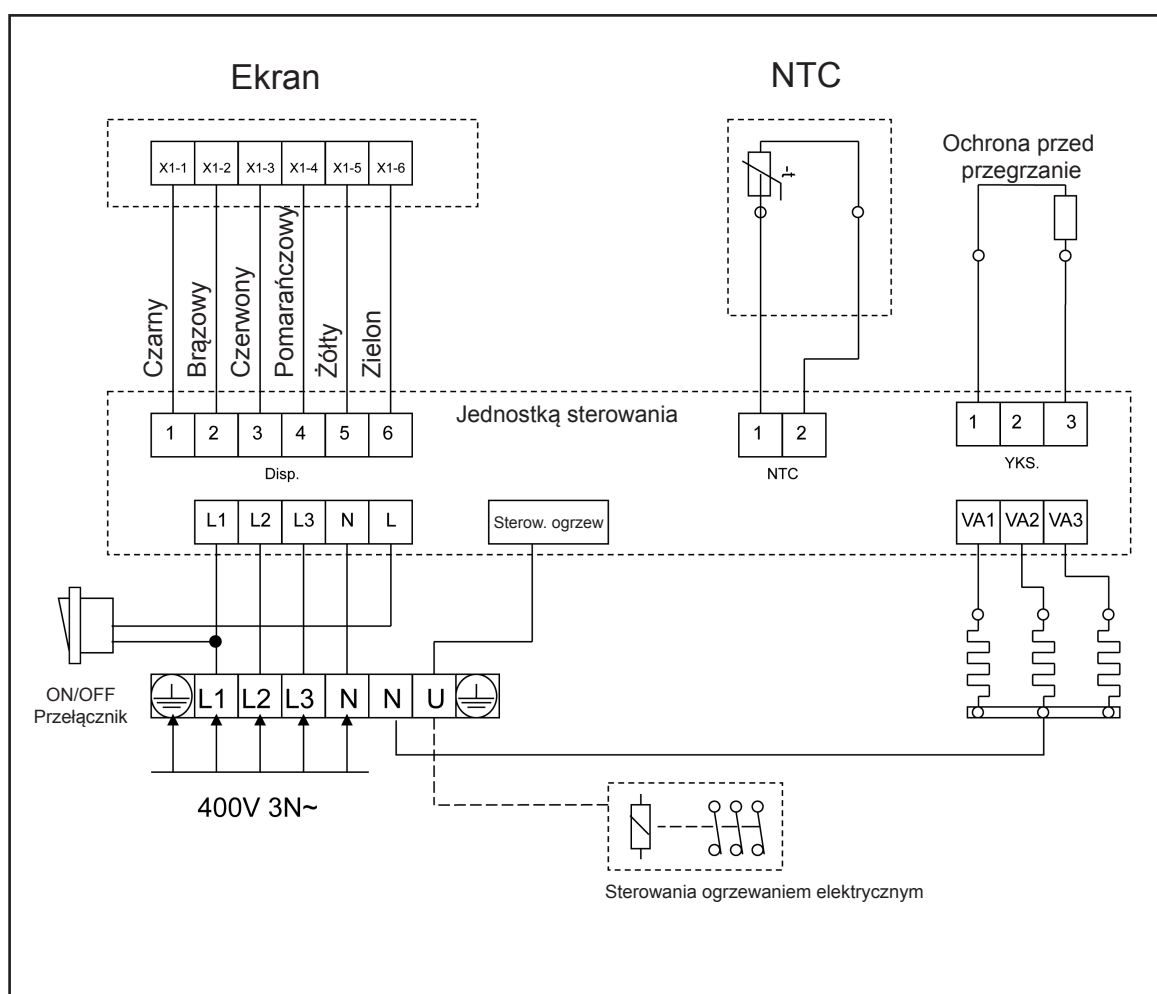 Ekran
NTC
X1-1 X1-2 X1-3 X1-4 X1-5 X1-6
-t
Ochrona przed
przegrzanie
Czarny
Brązowy
Czerwony
Pomarańczowy
Żółty
Zielon
1 2 3 4 5 6
Disp.
Jednostką sterowania
1 2
NTC
1 2 3
YKS.
L1 L2 L3 N L
Sterow. ogrzew
VA1 VA2 VA3
ON/OFF
Przełącznik
L1 L2 L3 N N U
400V 3N~
Sterowania ogrzewaniem elektrycznym